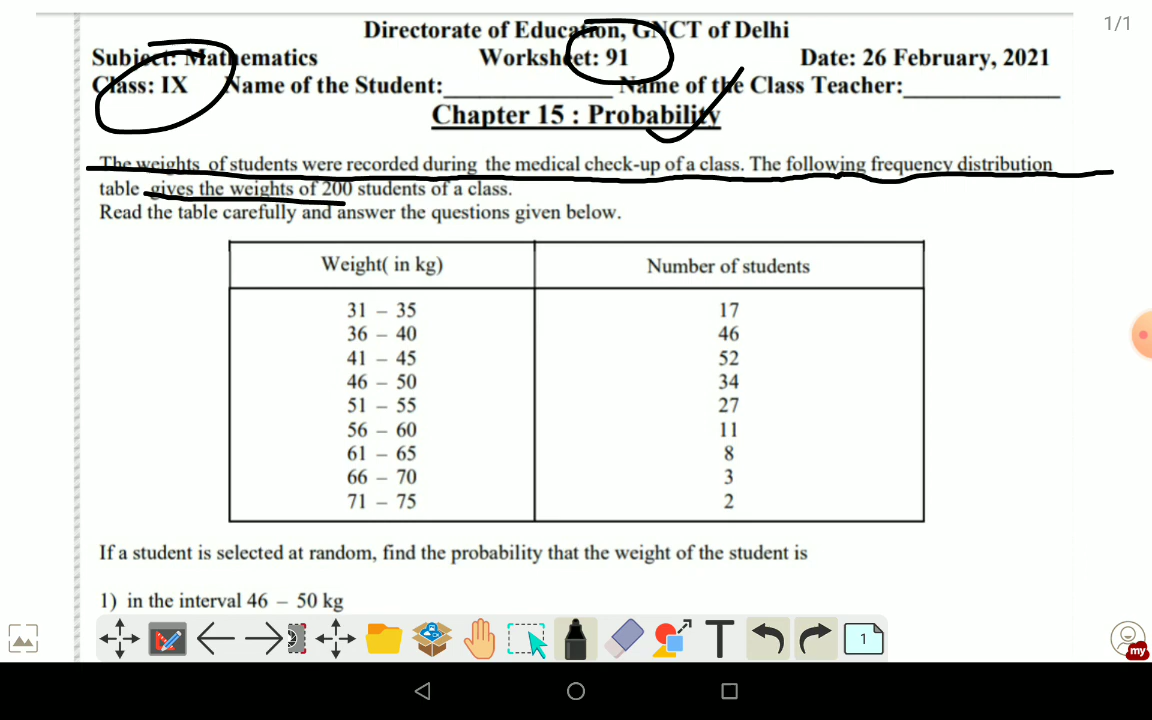 1/1
Directorate of Education, GNCT of Delhi
Subject: Mathematics Worksheet: 91 Date: 26 February, 2021
Class: IX Name of the Student:____________ Name of the Class Teacher:____________
Chapter 15 : Probability
The weights of students were recorded during the medical check-up of a class. The following frequency distribution
table gives the weights of 200 students of a class.
Read the table carefully and answer the questions given below.
Weight( in kg) Number of students
31 – 35 17
36 – 40 46
41 – 45 52
46 – 50 34
51 – 55 27
56 – 60 11
61 – 65 8
66 – 70 3
71 – 75 2
If a student is selected at random, find the probability that the weight of the student is
1) in the interval 46 – 50 kg
T 1
my